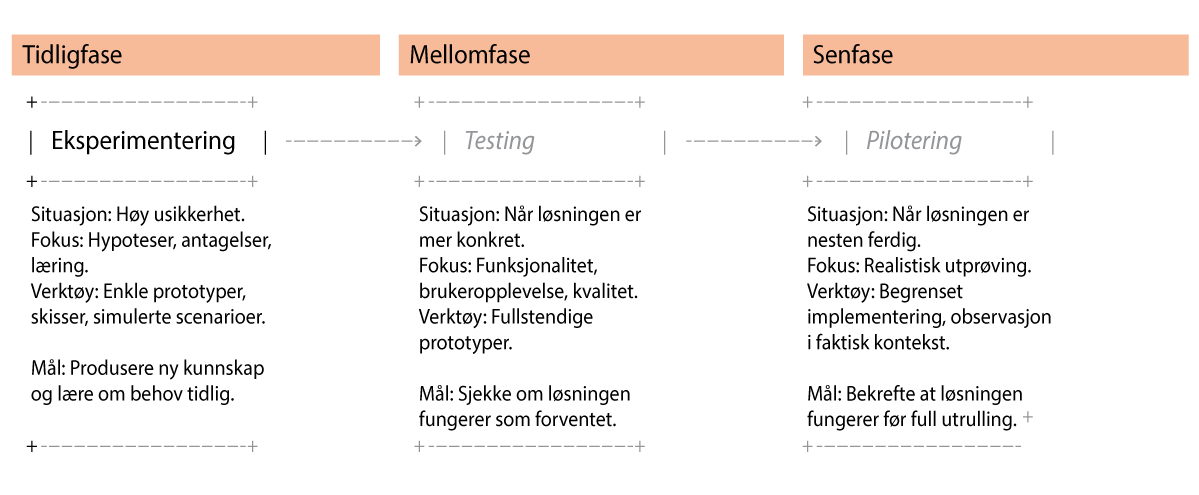 Tidligfase
Mellomfase
Senfase
Eksperimentering
Testing
Pilotering
Situasjon: Høy usikkerhet.
Fokus: Hypoteser, antagelser,
læring.
Verktøy: Enkle prototyper,
skisser, simulerte scenarioer.
Mål: Produsere ny kunnskap
og lære om behov tidlig.
Situasjon: Når løsningen er
mer konkret.
Fokus: Funksjonalitet,
brukeropplevelse, kvalitet.
Verktøy: Fullstendige
prototyper.
Mål: Sjekke om løsningen
fungerer som forventet.
Situasjon: Når løsningen er
nesten ferdig.
Fokus: Realistisk utprøving.
Verktøy: Begrenset
implementering, observasjon
i faktisk kontekst.
Mål: Bekrefte at løsningen
fungerer før full utrulling.